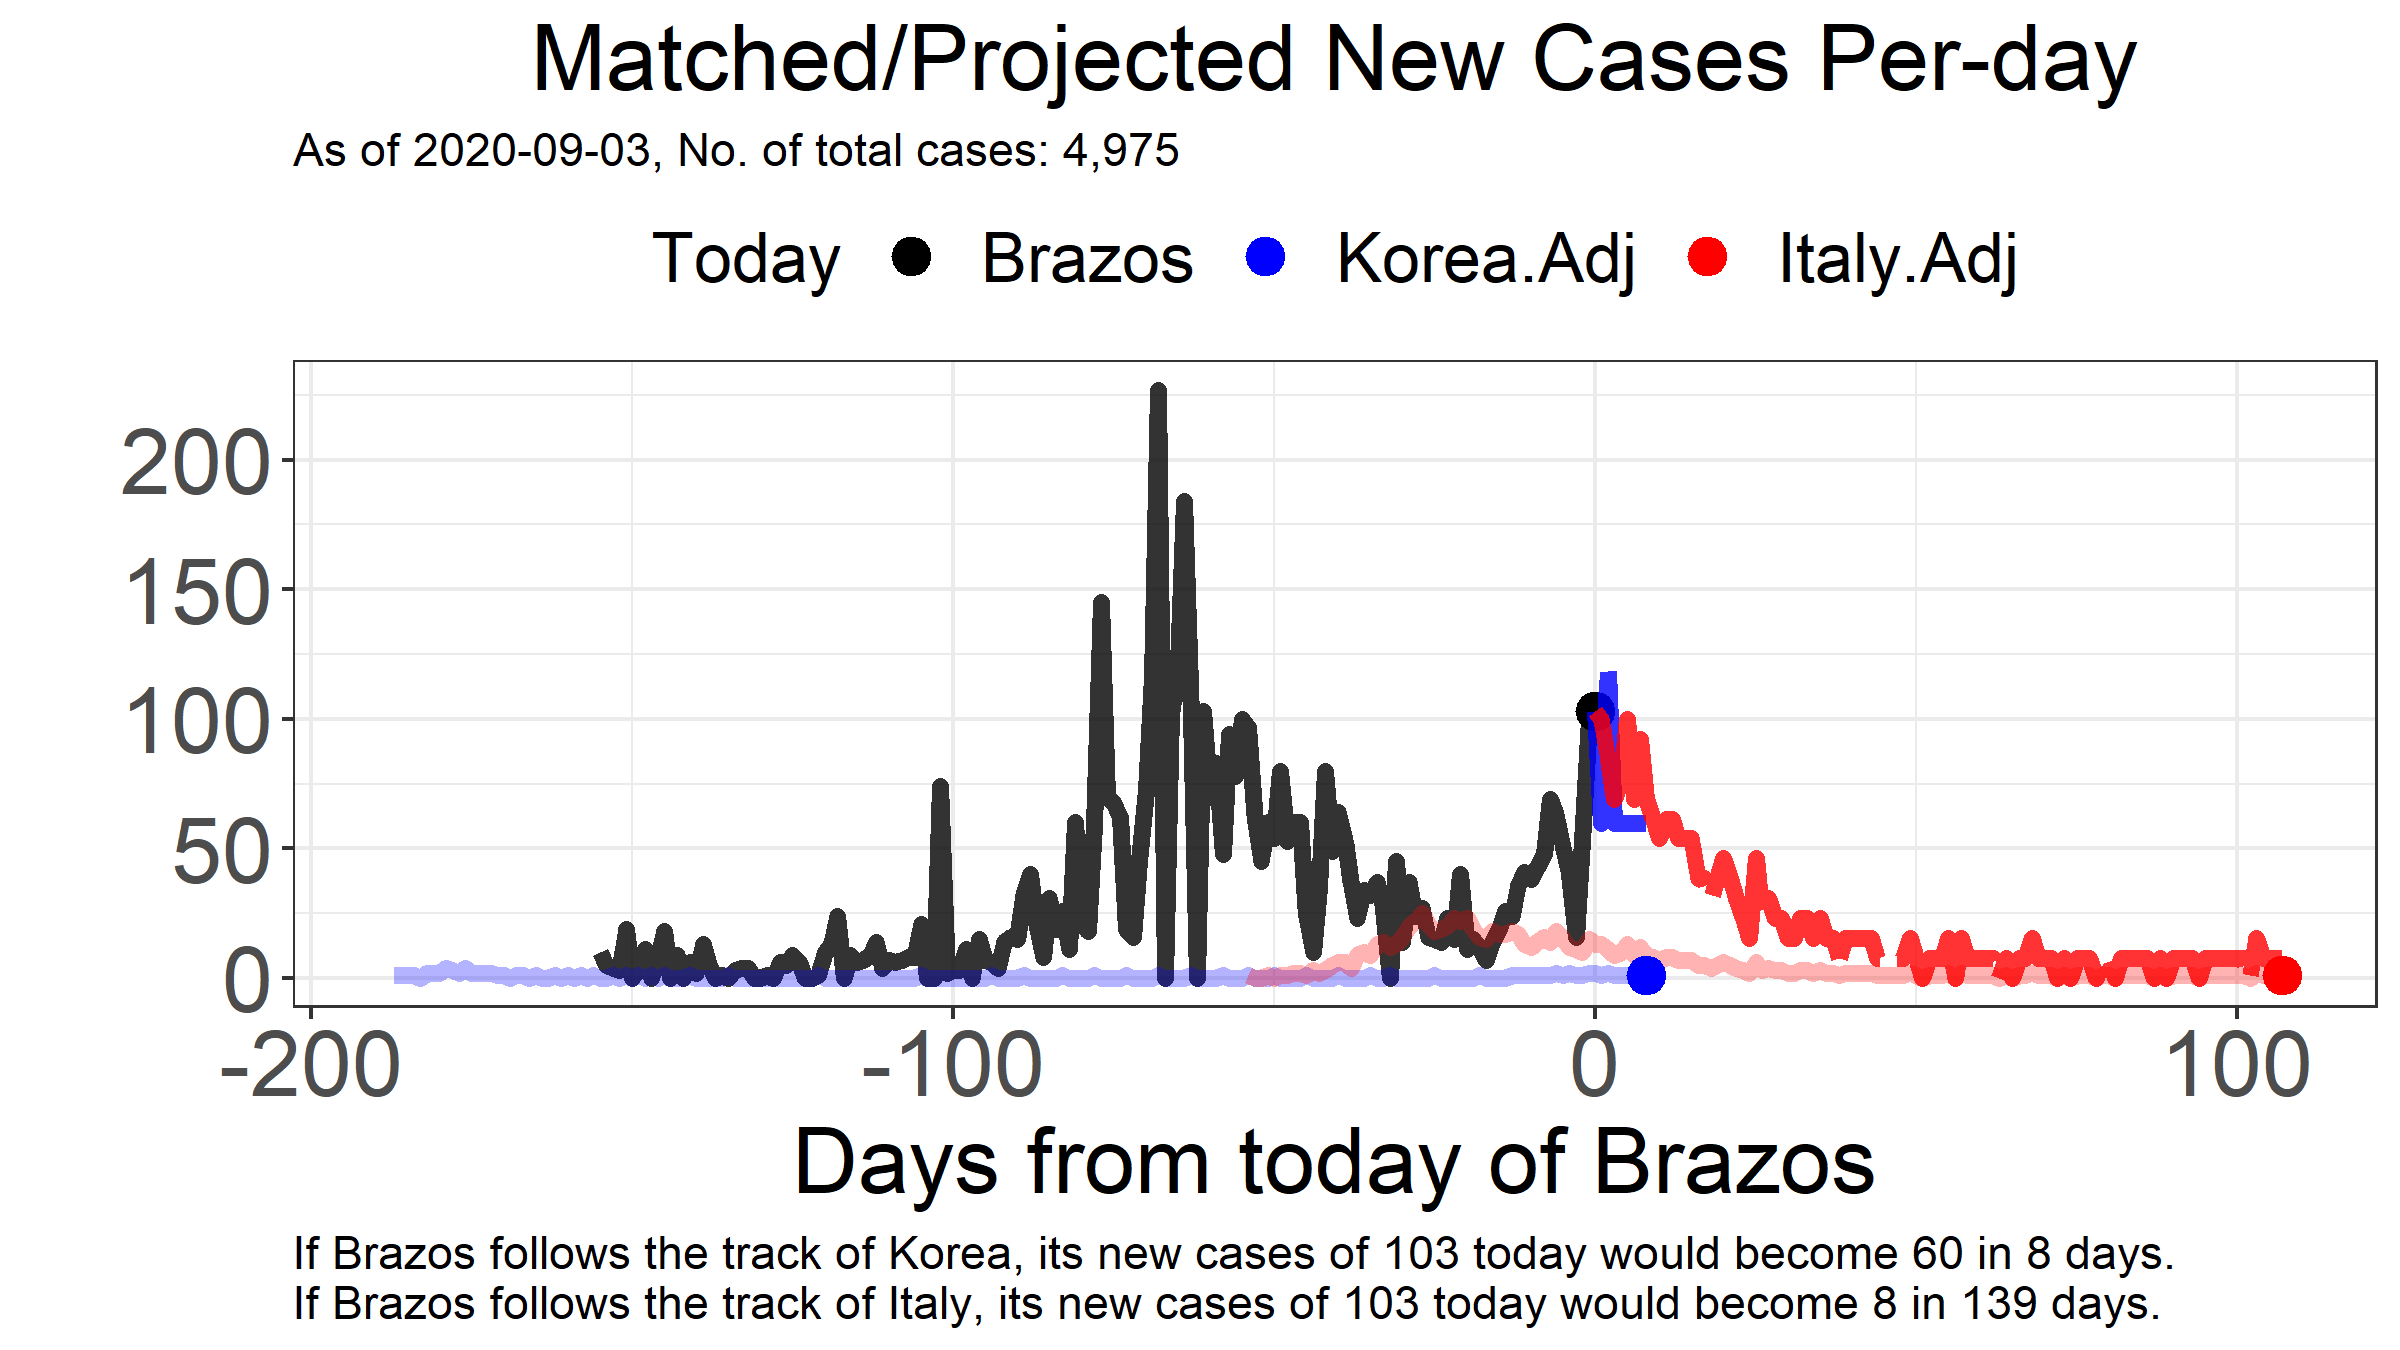 Matched/Projected New Cases Per-day
As of 2020-09-03, No. of total cases: 4,975
Today Brazos Korea.Adj Italy.Adj
200
150
100
50
0
-200 -100 0 100
Days from today of Brazos
If Brazos follows the track of Korea, its new cases of 103 today would become 60 in 8 days.
If Brazos follows the track of Italy, its new cases of 103 today would become 8 in 139 days.